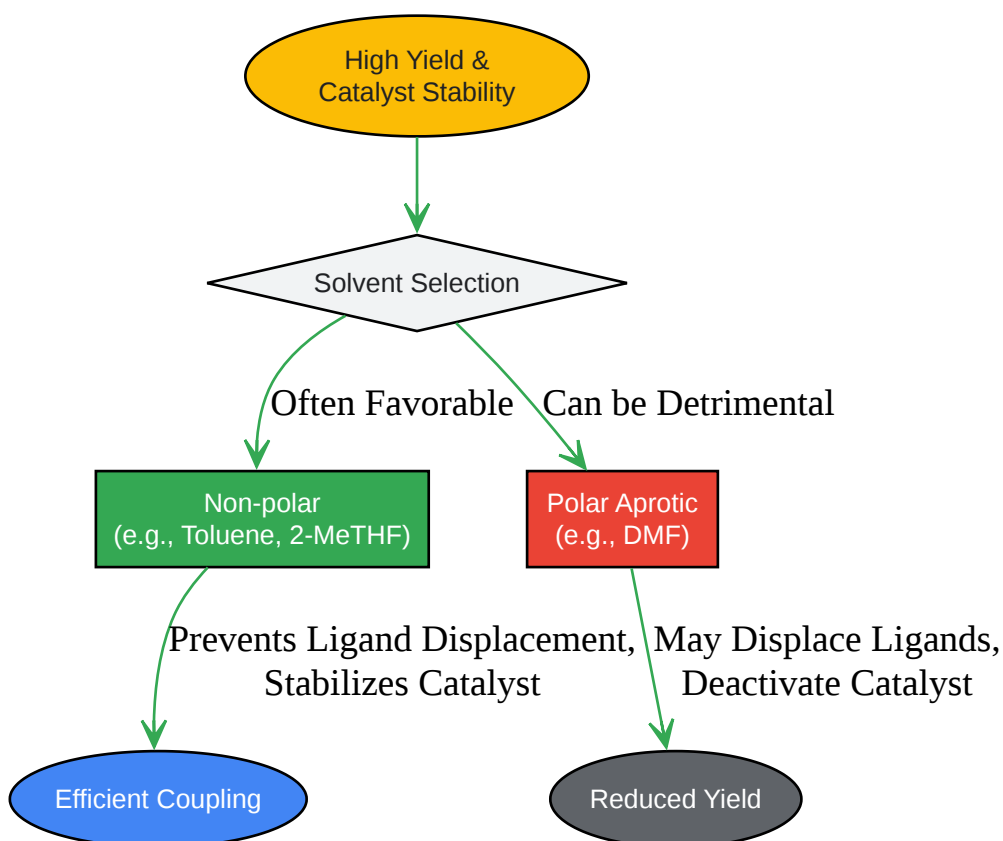 High Yield &
Catalyst Stability
Solvent Selection
Often Favorable
Can be Detrimental
Non-polar
(e.g., Toluene, 2-MeTHF)
Polar Aprotic
(e.g., DMF)
Prevents Ligand Displacement,
Stabilizes Catalyst
May Displace Ligands,
Deactivate Catalyst
Efficient Coupling
Reduced Yield